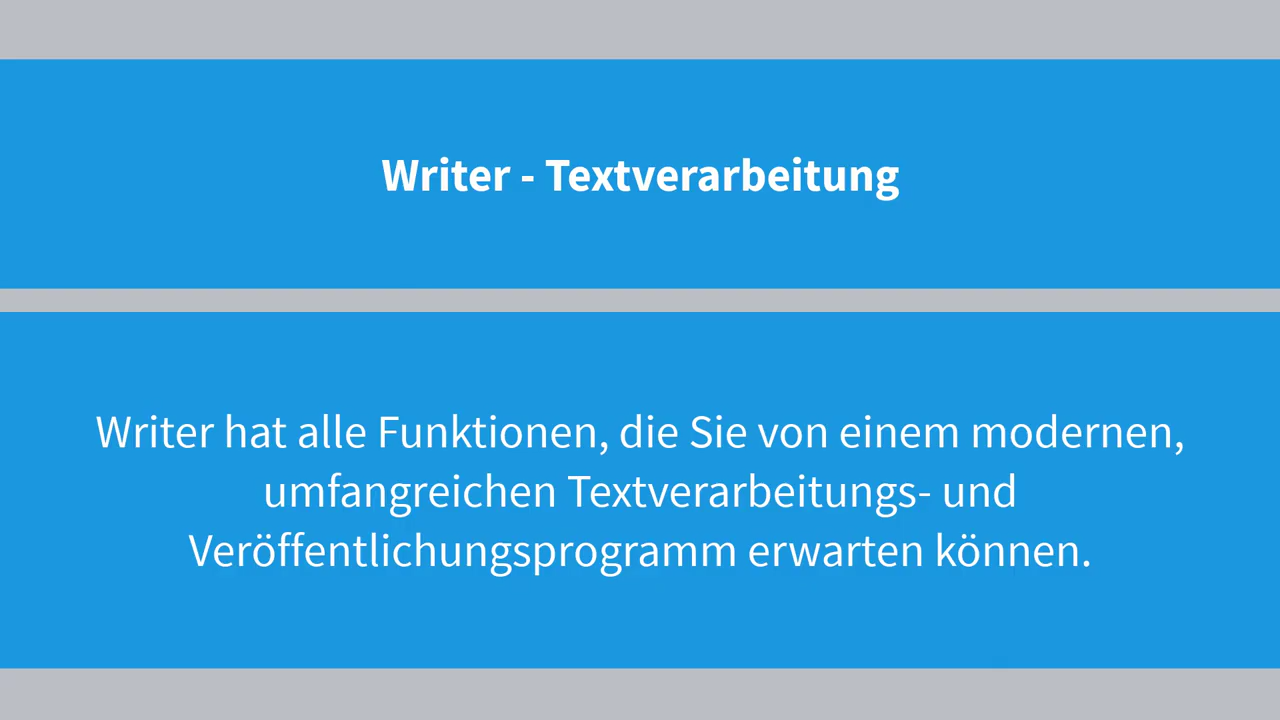 Writer - Textverarbeitung
Writer hat alle Funktionen, die Sie von einem modernen,
umfangreichen Textverarbeitungs- und
Veröffentlichungsprogramm erwarten können.